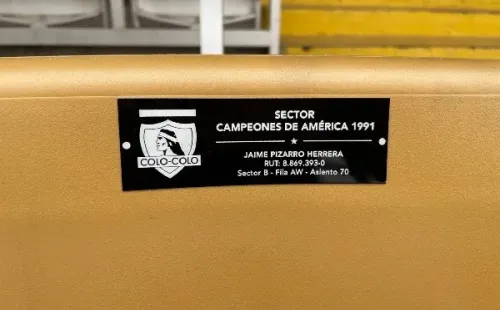 COLO-COLO
SECTOR
CAMPEONES DE AMÉRICA 1991
JAIME PIZARRO HERRERA
RUT: 8.869.393-0
Sector B - Fila AW - Asiento 70